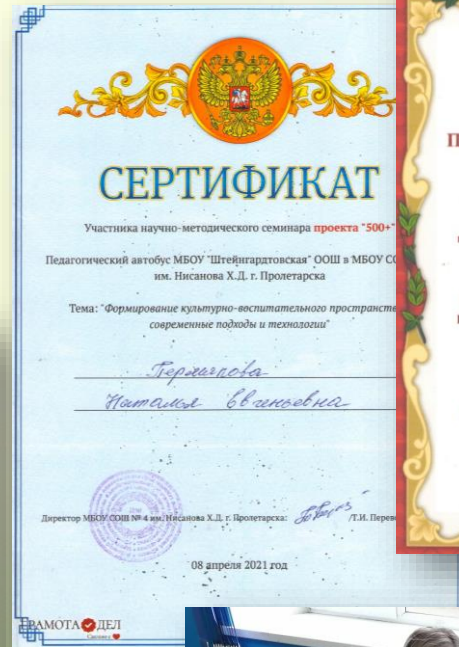 СЕРТИФИКАТ
Участника научно-методического семинара проекта "500+"
Педагогический автобус МБОУ "Штейнгардтовская" ООШ в МБОУ
им. Нисанова Х.Д. г. Пролетарска
Тема: "Формирование культурно-воспитательного пространств
современные подходы и технологии"
Наталья Евгеньевна
Директор МБОУ СОШ № 4 им. Нисанова Х.Д. г. Пролетарска: /Т.И. Перев
08 апреля 2021 год
ГРАМОТА ДЕЛ
П